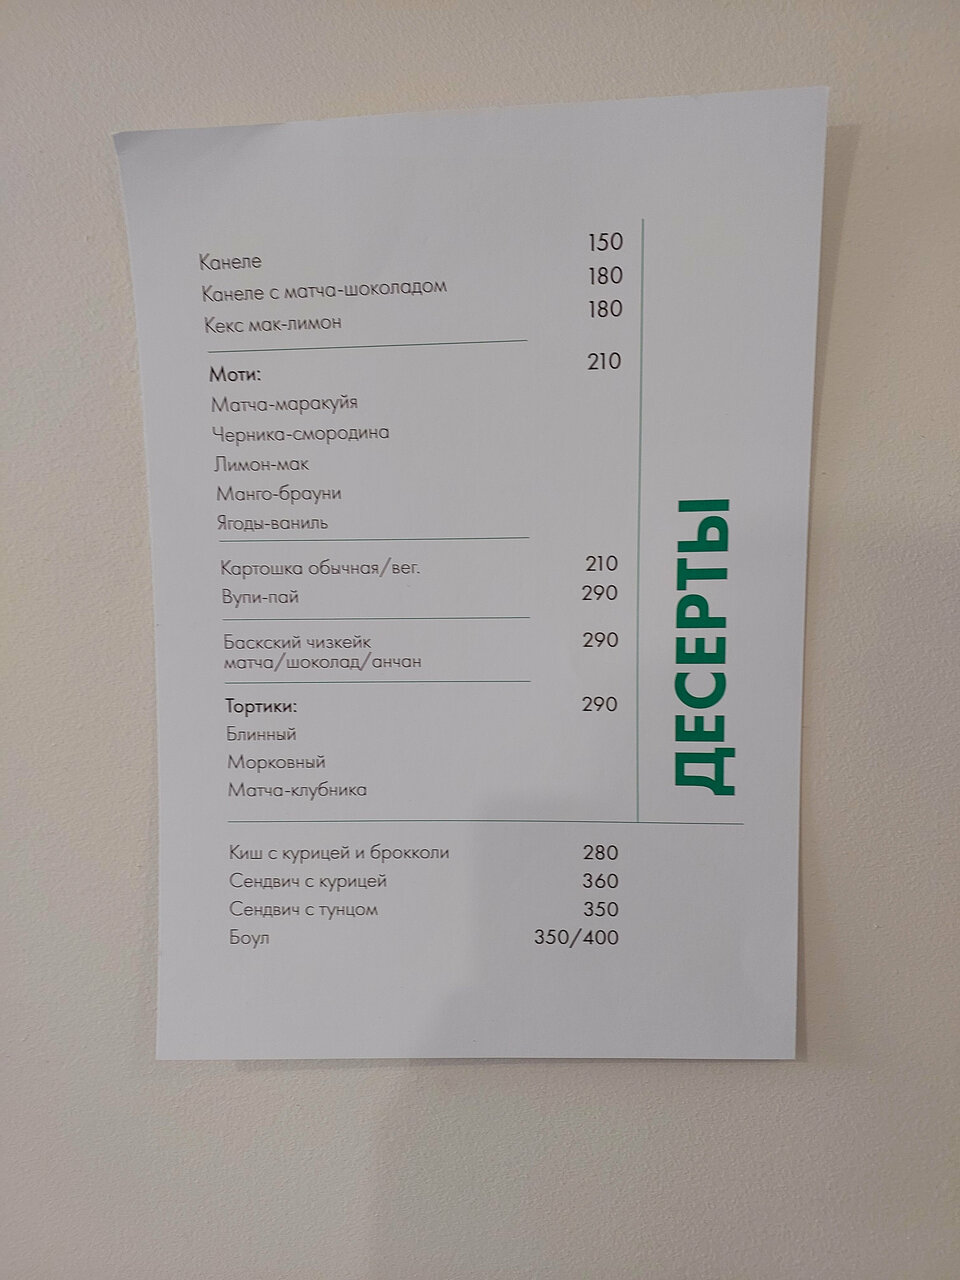 Канеле 150
Канеле с матча-шоколадом 180
Кекс мак-лимон 180
Моти: 210
Матча-маракуйя
Черника-смородина
Лимон-мак
Манго-брауни
Ягоды-ваниль
Картошка обычная/вег. 210
Вупи-пай 290
Баскский чизкейк 290
матча/шоколад/анчан
Тортики: 290
Блинный
Морковный
Матча-клубника
ДЕСЕРТЫ
Киш с курицей и брокколи 280
Сендвич с курицей 360
Сендвич с тунцом 350
Боул 350/400